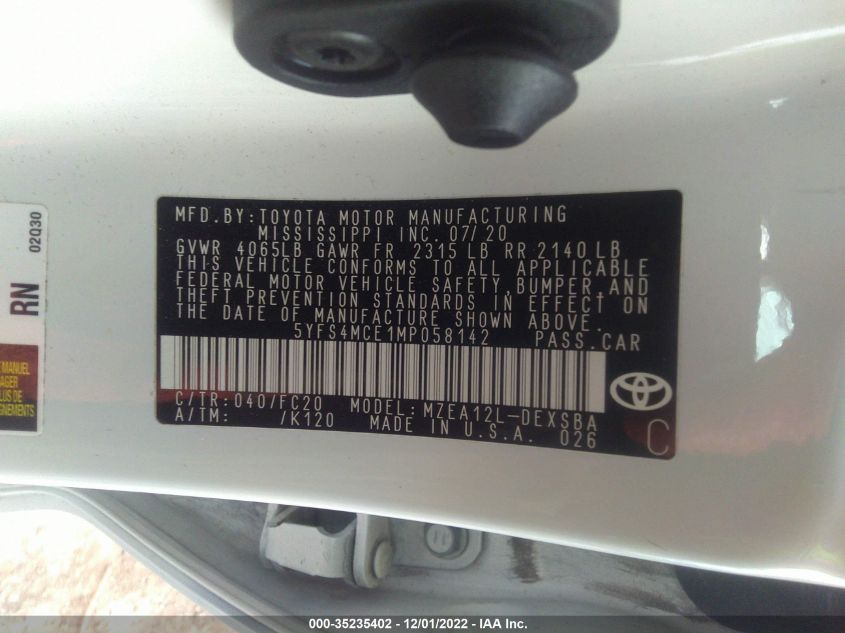 MFD.BY:TOYOTA MOTOR MANUFACTURING
MISSISSIPPI INC. 07/20
GVWR 4065LB GAWR FR 2315 LB RR 2140 LB
THIS VEHICLE CONFORMS TO ALL APPLICABLE
FEDERAL MOTOR VEHICLE SAFETY,BUMPER,AND
THEFT PREVENTION STANDARDS IN EFFECT ON
THE DATE OF MANUFACTURE SHOWN ABOVE.
5YFS4MCE1MP058142 PASS.CAR
C/TR:040/FC20 MODEL:MZEA12L-DEXSBA
A/TM: /K120 MADE IN U.S.A. 026
C
02Q30
RN
MANUEL
000-35235402 - 12/01/2022 - IAA Inc.